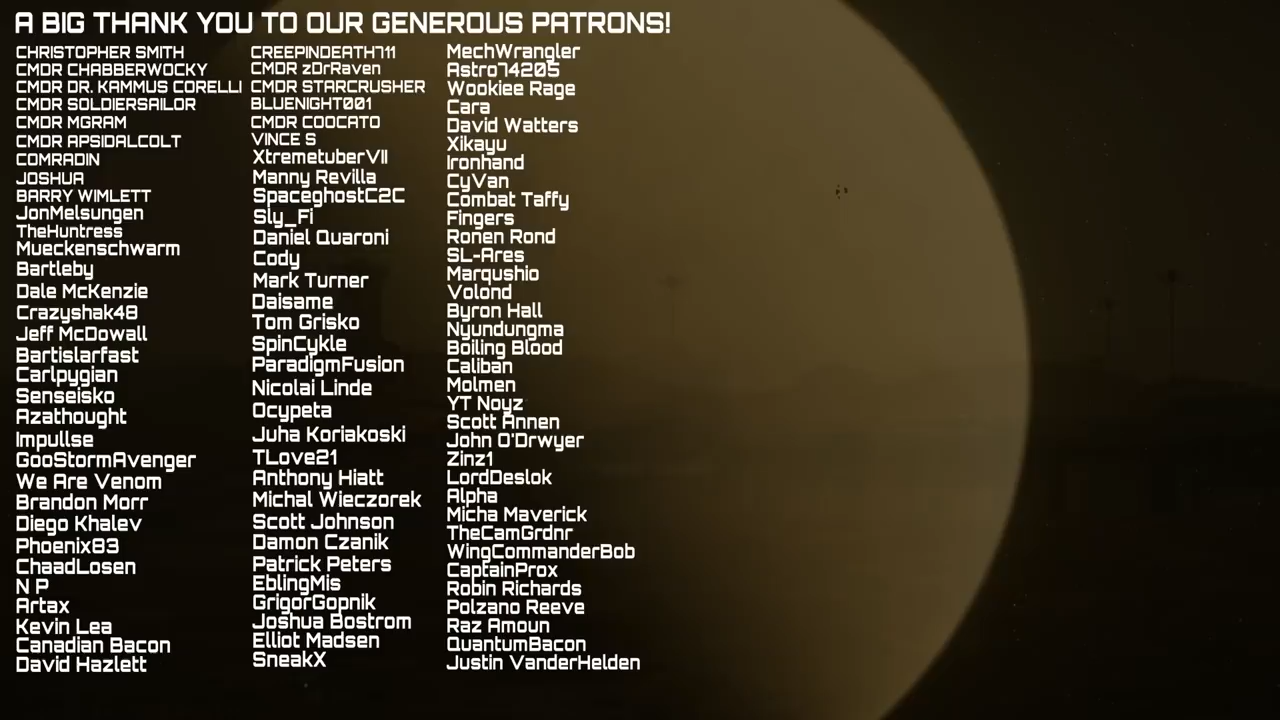 A BIG THANK YOU TO OUR GENEROUS PATRONS!
CHRISTOPHER SMITH
CMDR CHABBERWOCKY
CMDR DR. KAMMUS CORELLI
CMDR SOLDIERSAILOR
CMDR MGRAM
CMDR APSIDALCOLT
COMRADIN
JOSHUA
BARRY WIMLETT
JonMelsungen
TheHuntress
Mueckenschwarm
Bartleby
Dale McKenzie
Crazyshak48
Jeff McDowall
Bartislarfast
Carlpygian
Senseisko
Azathought
Impullse
GooStormAvenger
We Are Venom
Brandon Morr
Diego Khalev
Phoenix83
ChaadLosen
N P
Artax
Kevin Lea
Canadian Bacon
David Hazlett
CREEPINDEATH711
CMDR zDrRaven
CMDR STARCRUSHER
BLUENIGHT001
CMDR COOCATO
VINCE S
XtremetuberVII
Manny Revilla
SpaceghostC2C
Sly_Fi
Daniel Quaroni
Cody
Mark Turner
Daisame
Tom Grisko
SpinCykle
ParadigmFusion
Nicolai Linde
Ocypeta
Juha Koriakoski
TLove21
Anthony Hiatt
Michal Wieczorek
Scott Johnson
Damon Czanik
Patrick Peters
EblingMis
GrigorGopnik
Joshua Bostrom
Elliot Madsen
SneakX
MechWrangler
Astro74205
Wookiee Rage
Cara
David Watters
Xikayu
Ironhand
CyVan
Combat Taffy
Fingers
Ronen Rond
SL-Ares
Marqushio
Volond
Byron Hall
Nyundungma
Boiling Blood
Caliban
Molmen
YT Noyz
Scott Annen
John O'Drwyer
Zinz1
LordDeslok
Alpha
Micha Maverick
TheCamGrdnr
WingCommanderBob
CaptainProx
Robin Richards
Polzano Reeve
Raz Amoun
QuantumBacon
Justin VanderHelden